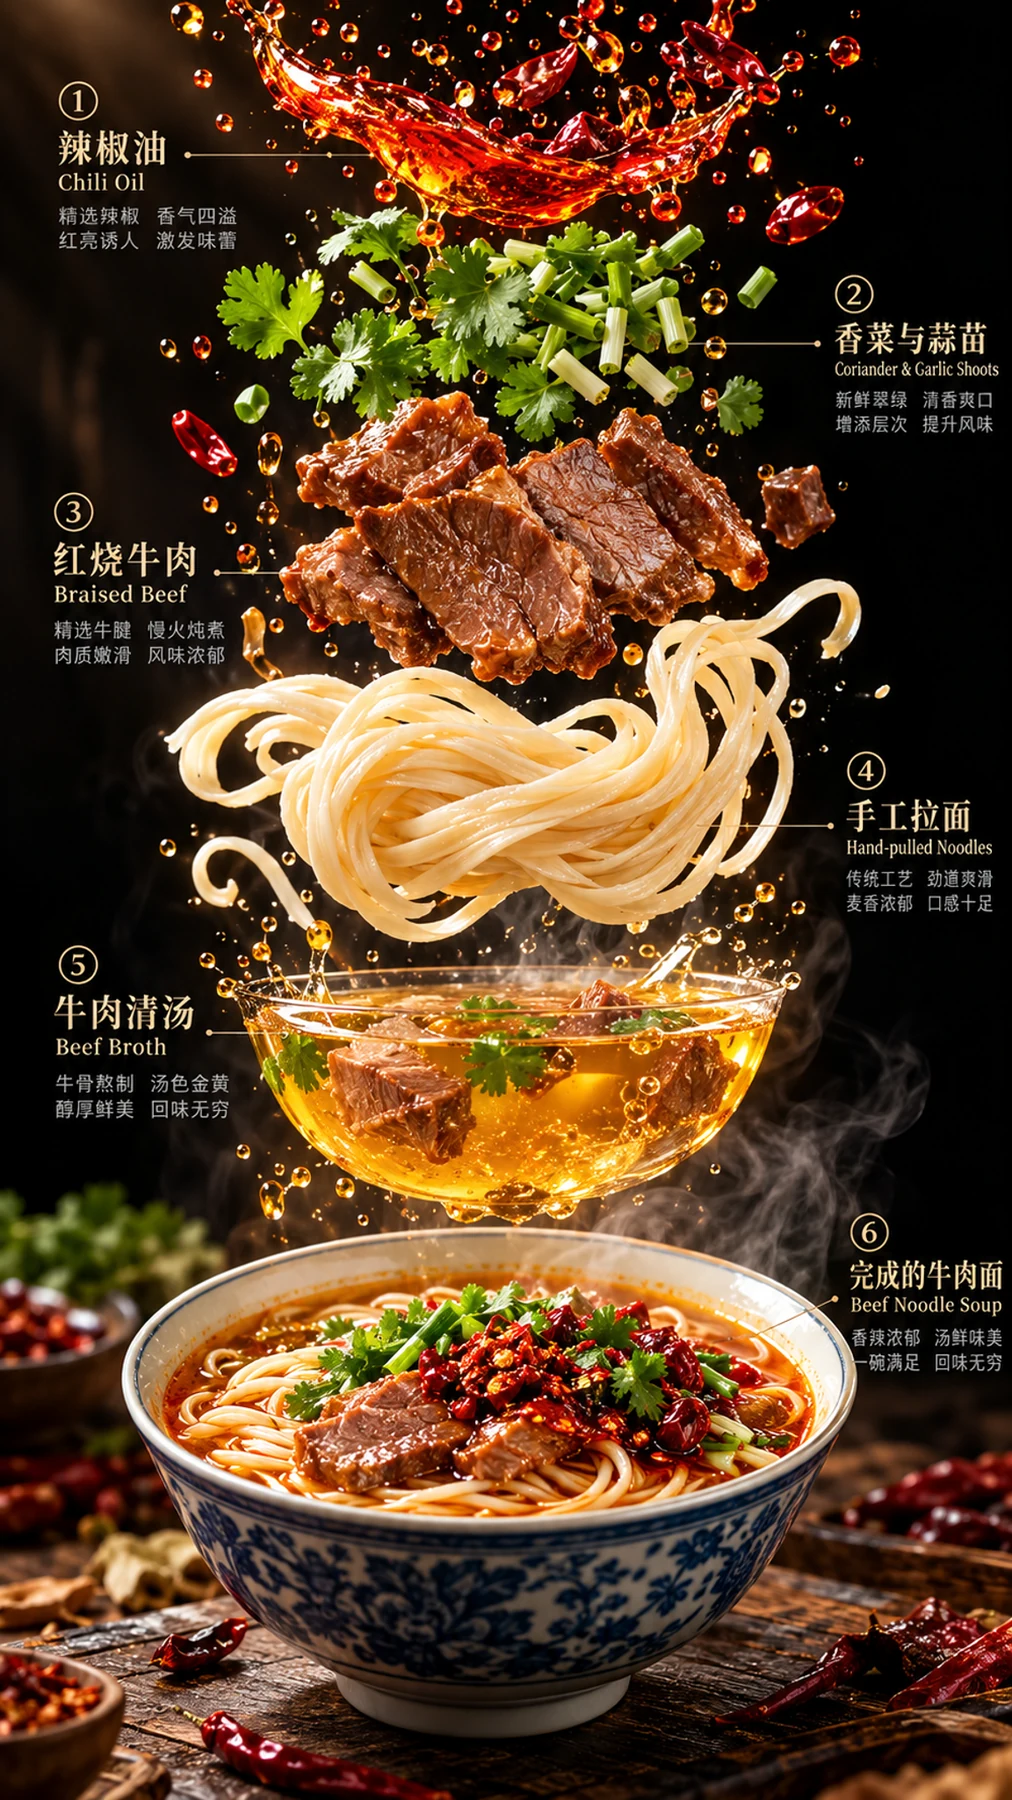 ①
辣椒油
Chili Oil
精选辣椒 香气四溢
红亮诱人 激发味蕾
②
香菜与蒜苗
Coriander & Garlic Shoots
新鲜翠绿 清香爽口
增添层次 提升风味
③
红烧牛肉
Braised Beef
精选牛腱 慢火炖煮
肉质嫩滑 风味浓郁
④
手工拉面
Hand-pulled Noodles
传统工艺 劲道爽滑
麦香浓郁 口感十足
⑤
牛肉清汤
Beef Broth
牛骨熬制 汤色金黄
醇厚鲜美 回味无穷
⑥
完成的牛肉面
Beef Noodle Soup
香辣浓郁 汤鲜味美
一碗满足 回味无穷